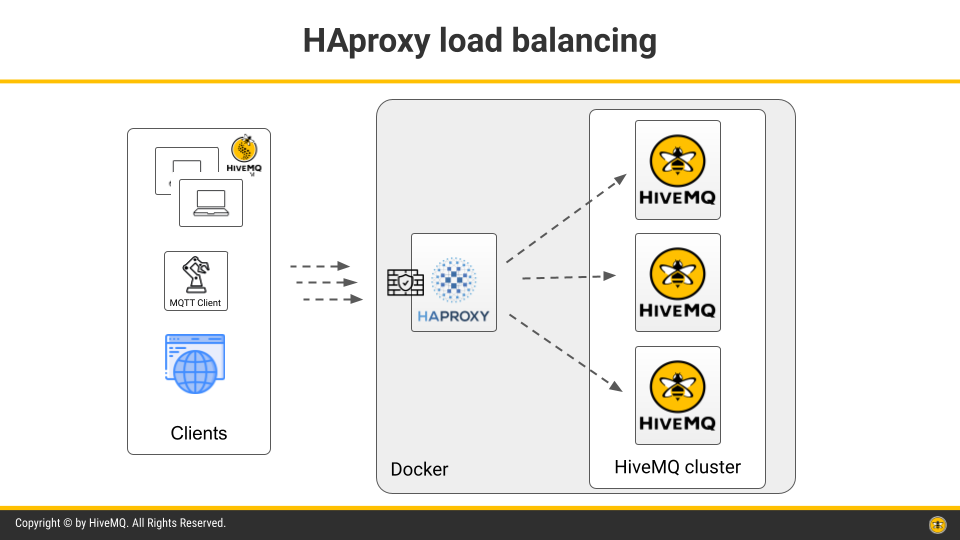 HAproxy load balancing
HiveMQ
MQTT Client
Clients
HAPROXY
Docker
HiveMQ
HiveMQ
HiveMQ
HiveMQ cluster
Copyright © by HiveMQ. All Rights Reserved.